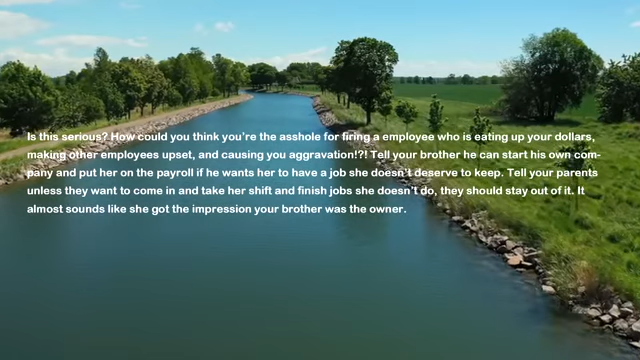 Is this serious? How could you think you're the asshole for firing a employee who is eating up your dollars,
making other employees upset, and causing you aggravation!?! Tell your brother he can start his own com-
pany and put her on the payroll if he wants her to have a job she doesn't deserve to keep. Tell your parents
unless they want to come in and take her shift and finish jobs she doesn't do, they should stay out of it. It
almost sounds like she got the impression your brother was the owner.